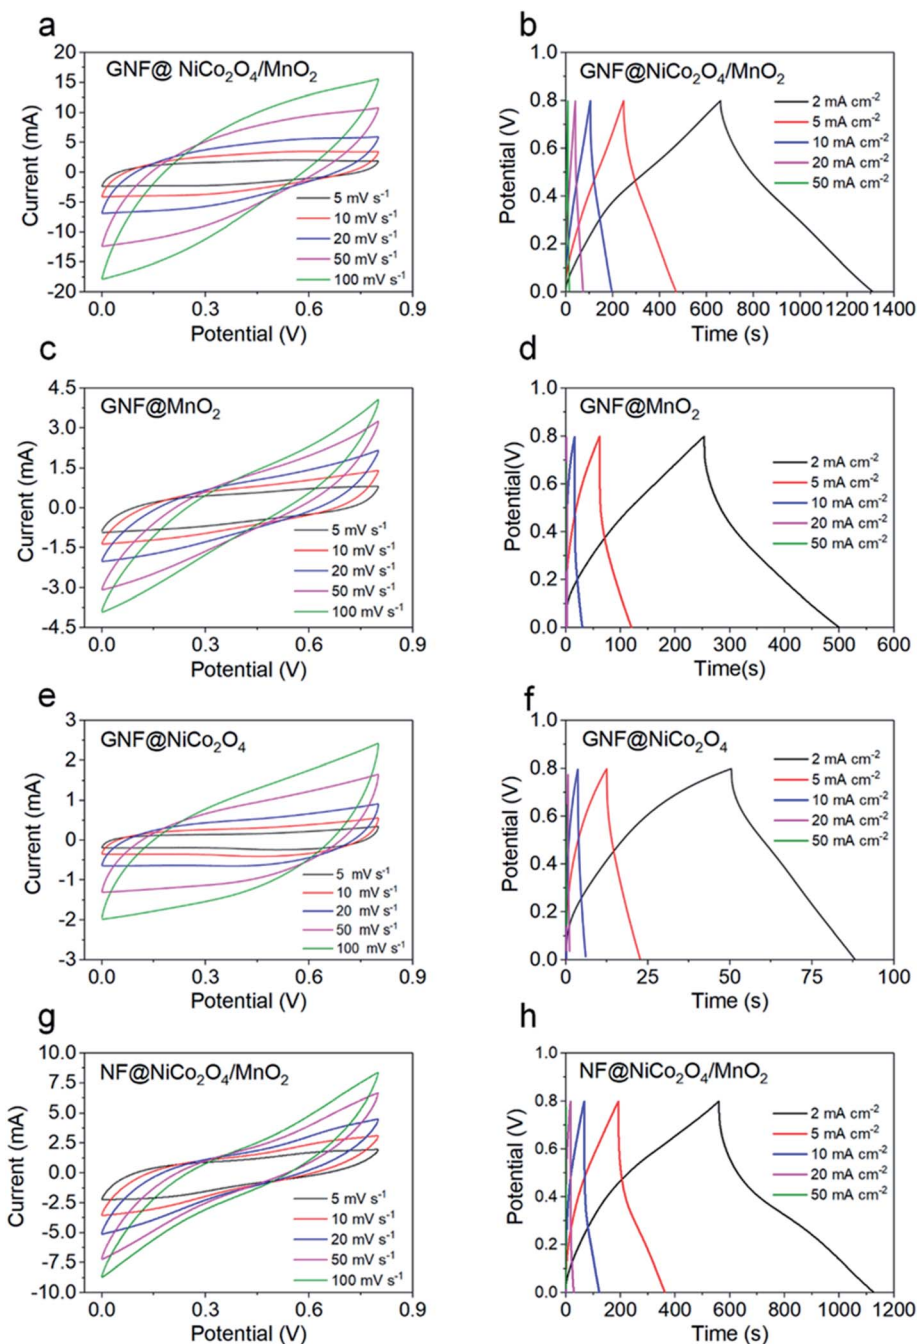 a
GNF@ NiCo₂O₄/MnO₂
20
15
10
5
0
-5
-10
-15
-20
Current (mA)
5 mV s⁻¹
10 mV s⁻¹
20 mV s⁻¹
50 mV s⁻¹
100 mV s⁻¹
0.0 0.3 0.6 0.9
Potential (V)
b
GNF@NiCo₂O₄/MnO₂
1.0
0.8
0.6
0.4
0.2
0.0
Potential (V)
2 mA cm⁻²
5 mA cm⁻²
10 mA cm⁻²
20 mA cm⁻²
50 mA cm⁻²
0 200 400 600 800 1000 1200 1400
Time (s)
c
GNF@MnO₂
4.5
3.0
1.5
0.0
-1.5
-3.0
-4.5
Current (mA)
5 mV s⁻¹
10 mV s⁻¹
20 mV s⁻¹
50 mV s⁻¹
100 mV s⁻¹
0.0 0.3 0.6 0.9
Potential (V)
d
GNF@MnO₂
1.0
0.8
0.6
0.4
0.2
0.0
Potential(V)
2 mA cm⁻²
5 mA cm⁻²
10 mA cm⁻²
20 mA cm⁻²
50 mA cm⁻²
0 100 200 300 400 500 600
Time(s)
e
GNF@NiCo₂O₄
3
2
1
0
-1
-2
-3
Current (mA)
5 mV s⁻¹
10 mV s⁻¹
20 mV s⁻¹
50 mV s⁻¹
100 mV s⁻¹
0.0 0.3 0.6 0.9
Potential (V)
f
GNF@NiCo₂O₄
1.0
0.8
0.6
0.4
0.2
0.0
Potential (V)
2 mA cm⁻²
5 mA cm⁻²
10 mA cm⁻²
20 mA cm⁻²
50 mA cm⁻²
0 25 50 75 100
Time (s)
g
NF@NiCo₂O₄/MnO₂
10.0
7.5
5.0
2.5
0.0
-2.5
-5.0
-7.5
-10.0
Current (mA)
5 mV s⁻¹
10 mV s⁻¹
20 mV s⁻¹
50 mV s⁻¹
100 mV s⁻¹
0.0 0.3 0.6 0.9
Potential (V)
h
NF@NiCo₂O₄/MnO₂
1.0
0.8
0.6
0.4
0.2
0.0
Potential (V)
2 mA cm⁻²
5 mA cm⁻²
10 mA cm⁻²
20 mA cm⁻²
50 mA cm⁻²
0 200 400 600 800 1000 1200
Time (s)